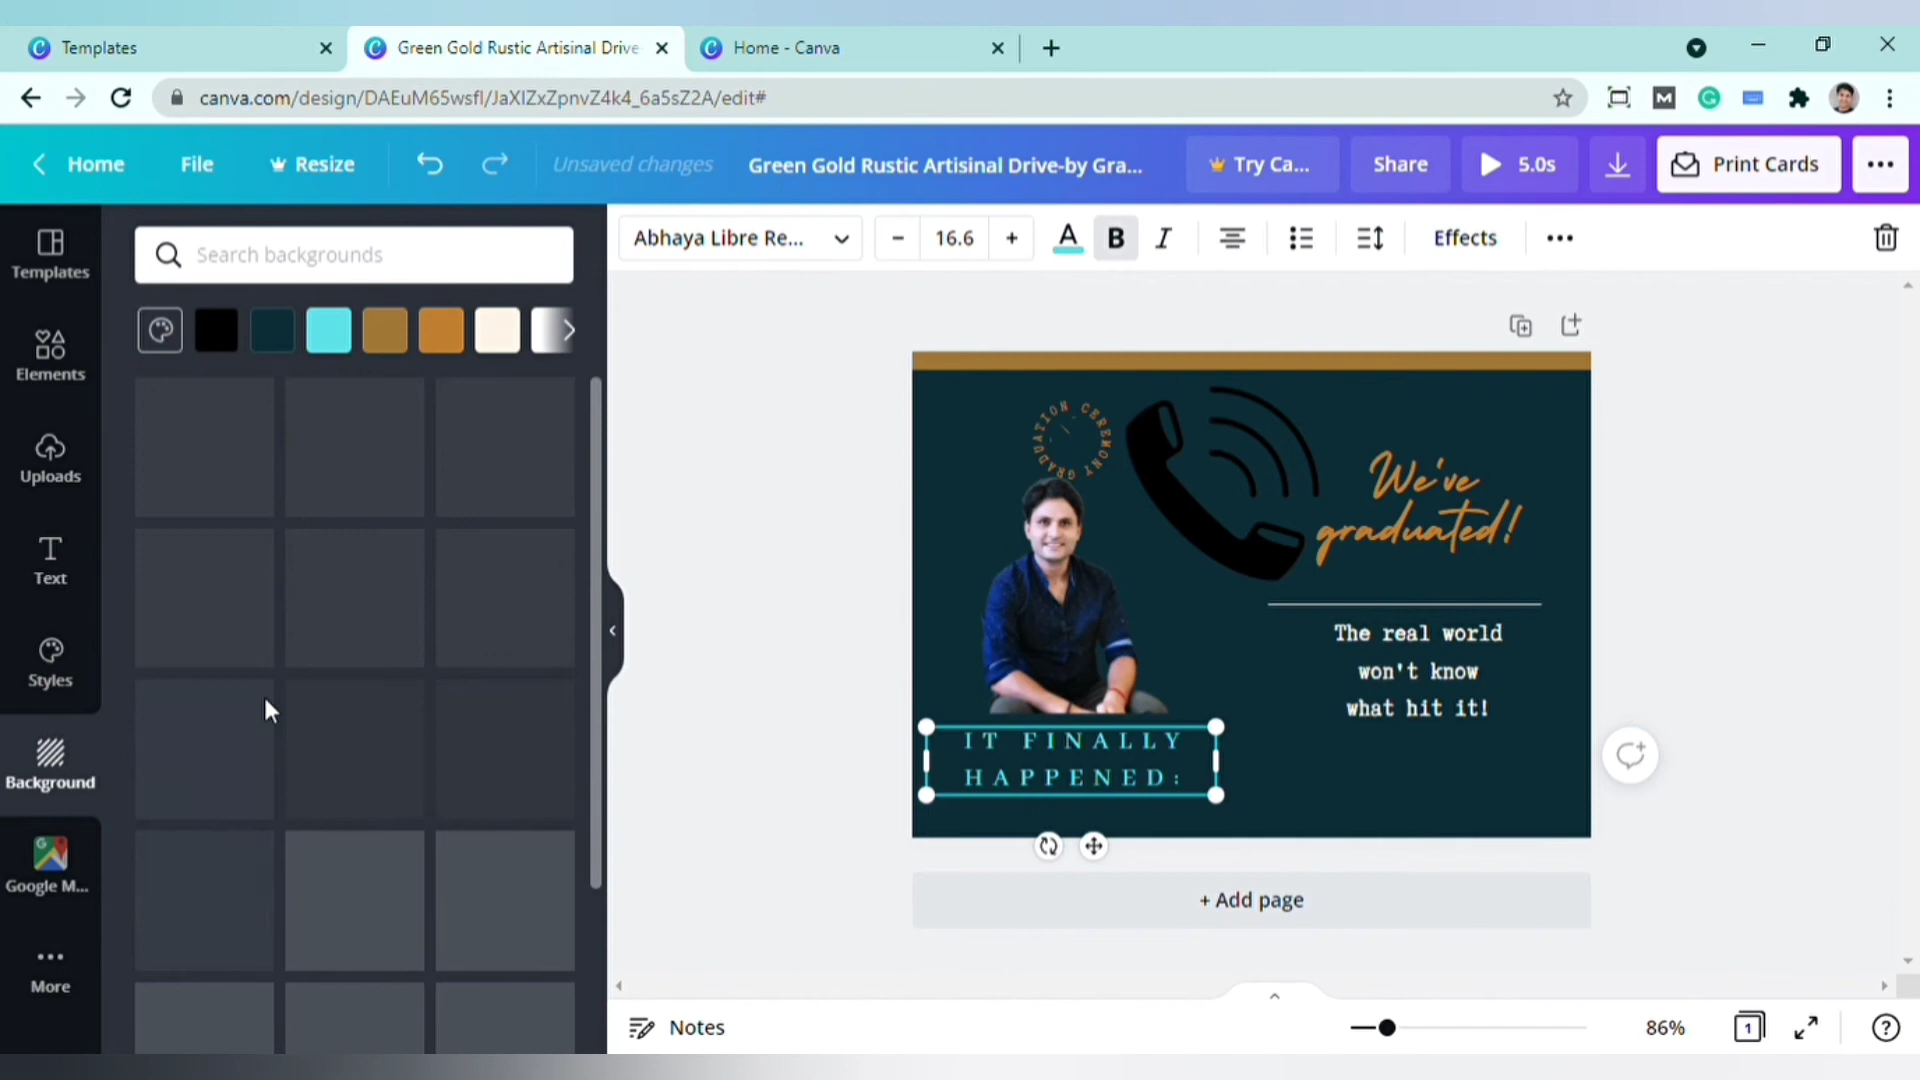 Templates
Green Gold Rustic Artisinal Drive
Home - Canva
canva.com/design/DAEuM65wsfI/JaXIZxZpnvZ4k4_6a5sZ2A/edit#
Home
File
Resize
Unsaved changes
Green Gold Rustic Artisinal Drive-by Gra...
Try Ca...
Share
5.0s
Print Cards
Templates
Elements
Uploads
Text
Styles
Background
Google M...
More
Search backgrounds
Abhaya Libre Re...
16.6
A
B
I
Effects
GRADUATION CEREMONY
We've
graduated!
The real world
won't know
what hit it!
IT FINALLY
HAPPENED:
+ Add page
Notes
86%
1